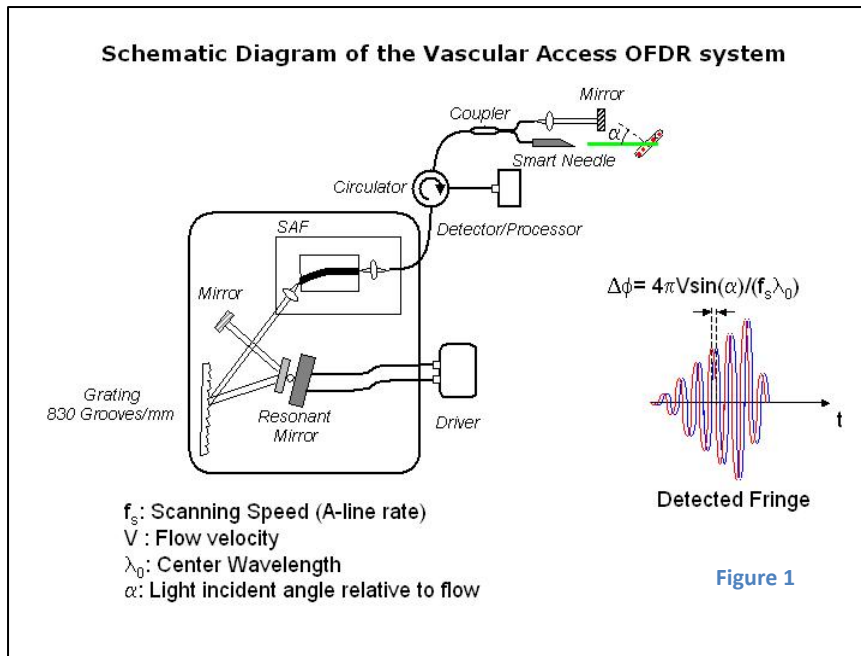 Schematic Diagram of the Vascular Access OFDR system
Mirror
Coupler
α
Smart Needle
Circulator
SAF
Detector/Processor
Δϕ= 4πVsin(α)/(fₛλ₀)
Mirror
Grating
830 Grooves/mm
Resonant
Mirror
Driver
t
Detected Fringe
fₛ: Scanning Speed (A-line rate)
V : Flow velocity
λ₀: Center Wavelength
α: Light incident angle relative to flow
Figure 1